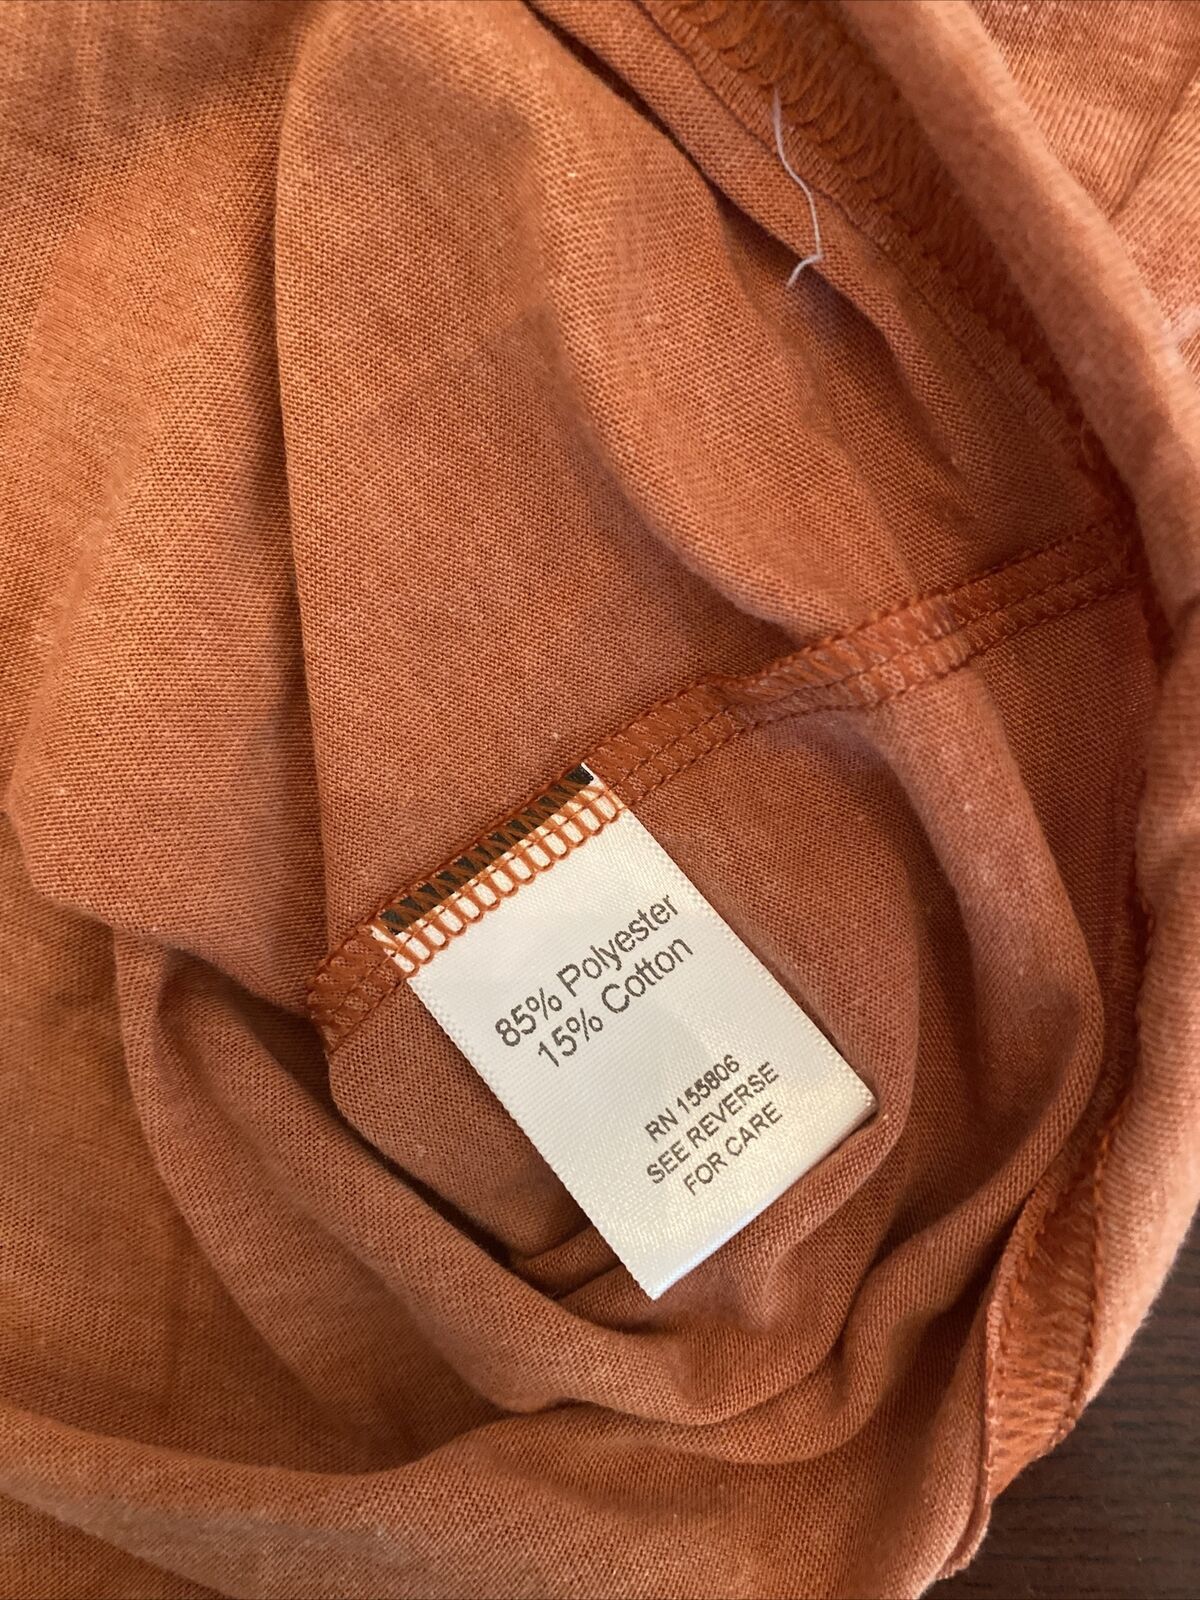 85% Polyester
15% Cotton
RN 155806
SEE REVERSE
FOR CARE